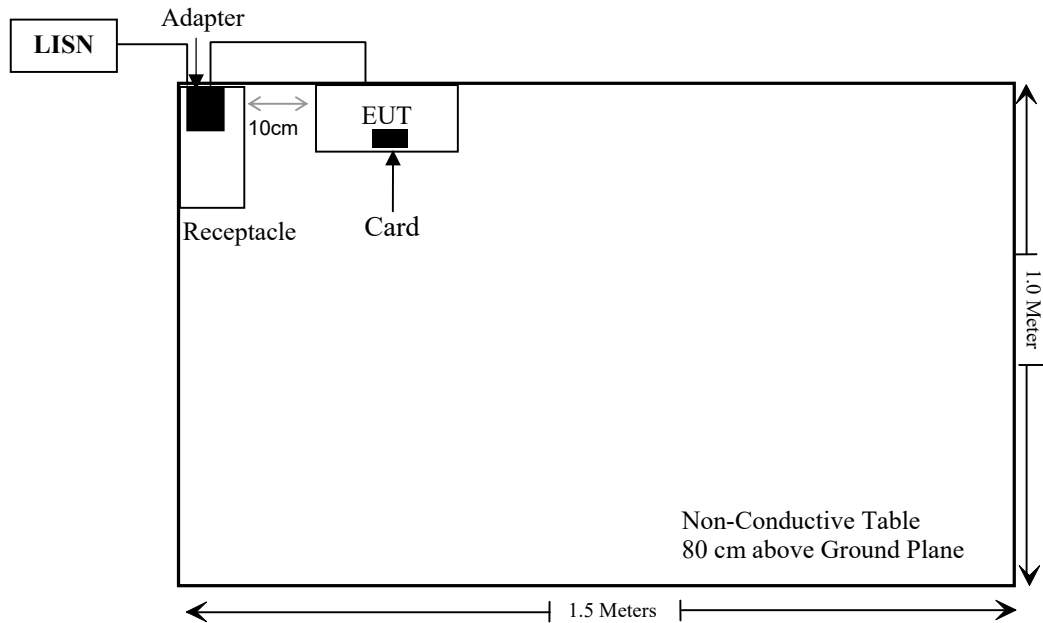 Adapter
LISN
EUT
10cm
Receptacle
Card
1.0 Meter
Non-Conductive Table
80 cm above Ground Plane
1.5 Meters